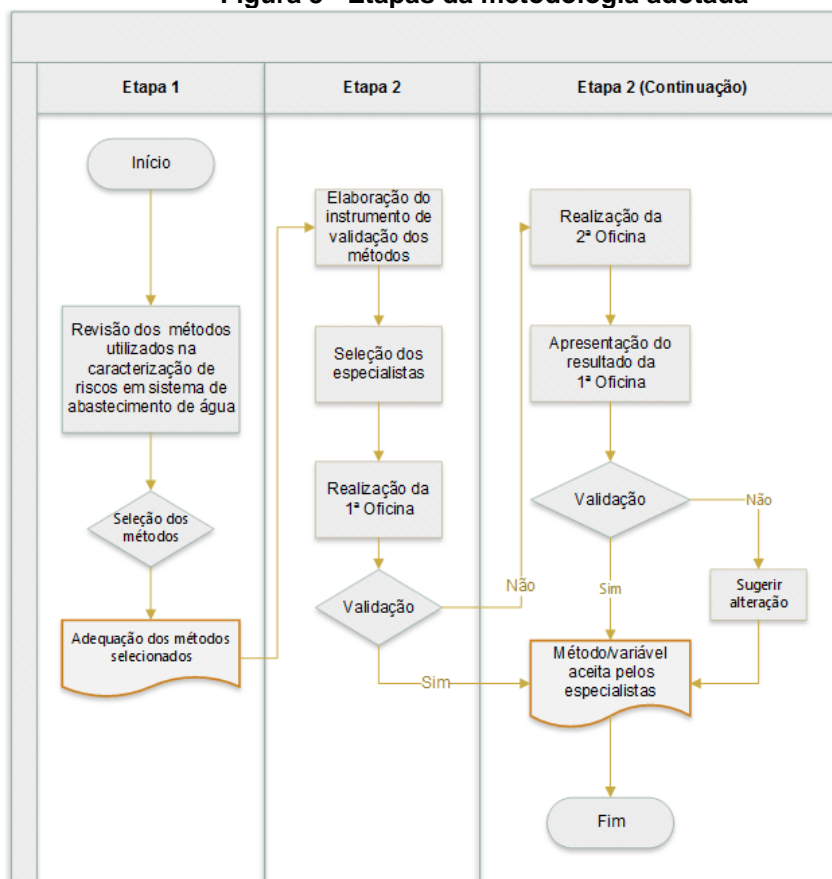 Etapa 1
Etapa 2
Etapa 2 (Continuação)
Início
Revisão dos métodos
utilizados na
caracterização de
riscos em sistema de
abastecimento de água
Seleção dos
métodos
Adequação dos métodos
selecionados
Elaboração do
instrumento de
validação dos
métodos
Seleção dos
especialistas
Realização da
1ª Oficina
Validação
Não
Sim
Realização da
2ª Oficina
Apresentação do
resultado da
1ª Oficina
Validação
Não
Sim
Sugerir
alteração
Método/variável
aceita pelos
especialistas
Fim